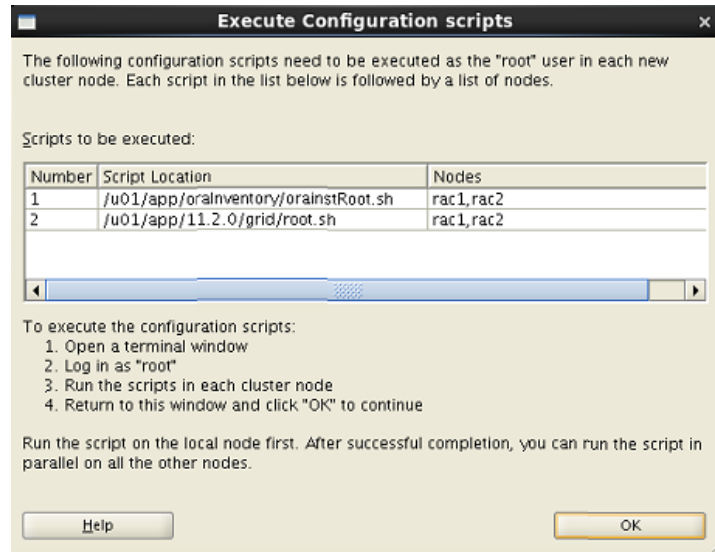 Execute Configuration scripts
The following configuration scripts need to be executed as the "root" user in each new
cluster node. Each script in the list below is followed by a list of nodes.
Scripts to be executed:
Number Script Location Nodes
1 /u01/app/oraInventory/orainstRoot.sh rac1,rac2
2 /u01/app/11.2.0/grid/root.sh rac1,rac2
To execute the configuration scripts:
1. Open a terminal window
2. Log in as "root"
3. Run the scripts in each cluster node
4. Return to this window and click "OK" to continue
Run the script on the local node first. After successful completion, you can run the script in
parallel on all the other nodes.
Help OK